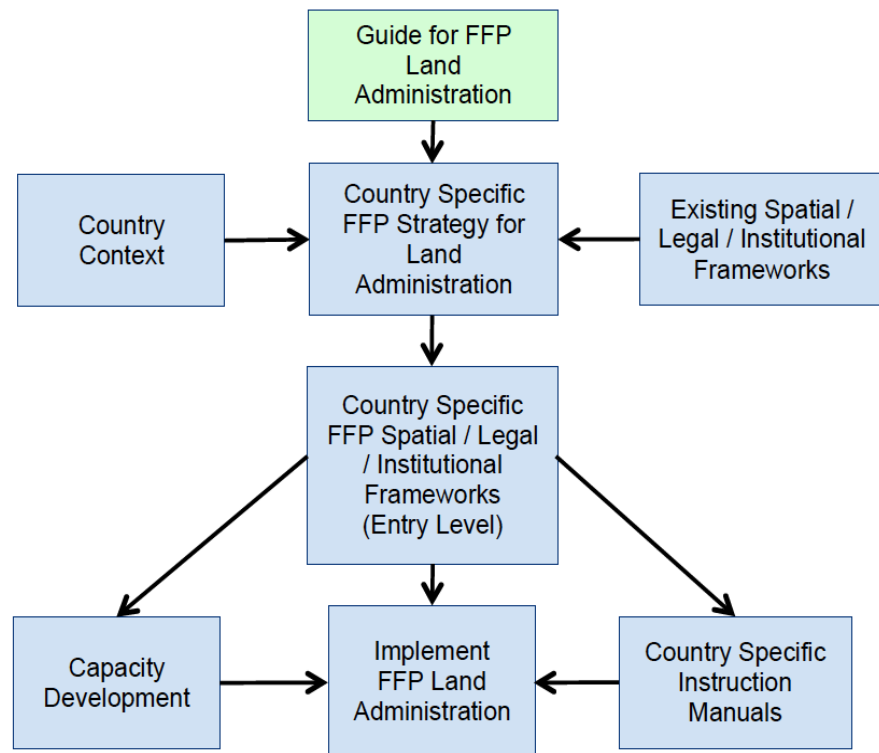 Guide for FFP
Land
Administration
Country
Context
Country Specific
FFP Strategy for
Land
Administration
Existing Spatial /
Legal / Institutional
Frameworks
Country Specific
FFP Spatial / Legal
/ Institutional
Frameworks
(Entry Level)
Capacity
Development
Implement
FFP Land
Administration
Country Specific
Instruction
Manuals